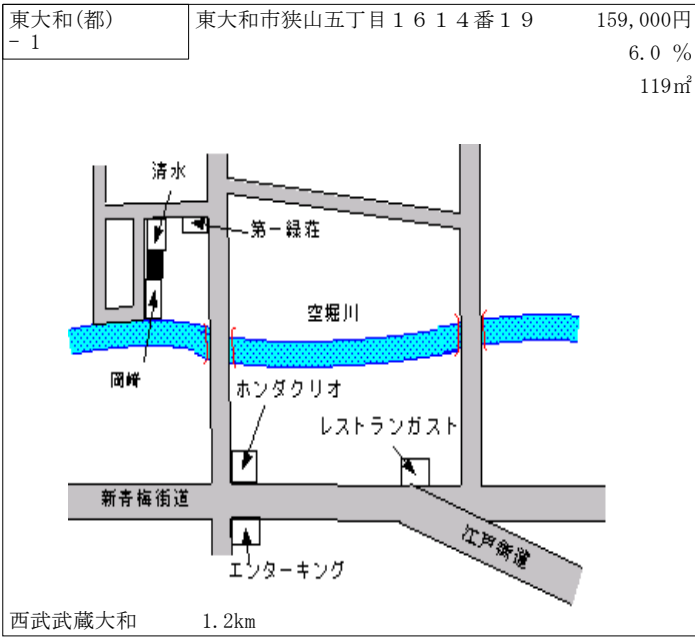 東大和(都)
- 1
東大和市狭山五丁目１６１４番１９
159,000円
6.0 %
119㎡
清水
第一緑荘
空堀川
岡崎
ホンダクリオ
レストランガスト
新青梅街道
江戸街道
エンターキング
西武武蔵大和 1.2km